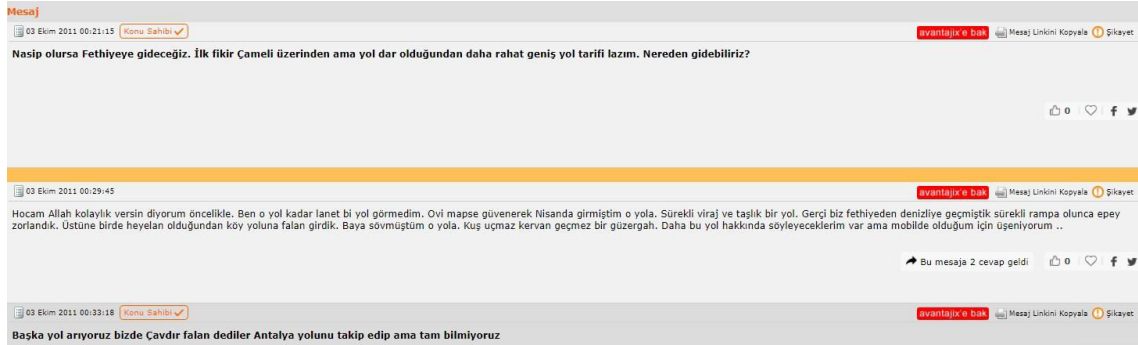 Mesaj
03 Ekim 2011 00:21:15 Konu Sahibi avantajix'e bak Mesaj Linkini Kopyala Şikayet
Nasip olursa Fethiyeye gideceğiz. İlk fikir Çameli üzerinden ama yol dar olduğundan daha rahat geniş yol tarifi lazım. Nereden gidebiliriz?
0
03 Ekim 2011 00:29:45 avantajix'e bak Mesaj Linkini Kopyala Şikayet
Hocam Allah kolaylık versin diyorum öncelikle. Ben o yol kadar lanet bi yol görmedim. Ovi mapse güvenerek Nisanda girmiştim o yola. Sürekli viraj ve taşlık bir yol. Gerçi biz fethiyeden denizliye geçmiştik sürekli rampa olunca epey
zorlandık. Üstüne birde heyelan olduğundan köy yoluna falan girdik. Baya sövmüştüm o yola. Kuş uçmaz kervan geçmez bir güzergah. Daha bu yol hakkında söyleyeceklerim var ama mobilde olduğum için üşeniyorum ..
Bu mesaja 2 cevap geldi 0
03 Ekim 2011 00:33:18 Konu Sahibi avantajix'e bak Mesaj Linkini Kopyala Şikayet
Başka yol arıyoruz bizde Çavdır falan dediler Antalya yolunu takip edip ama tam bilmiyoruz